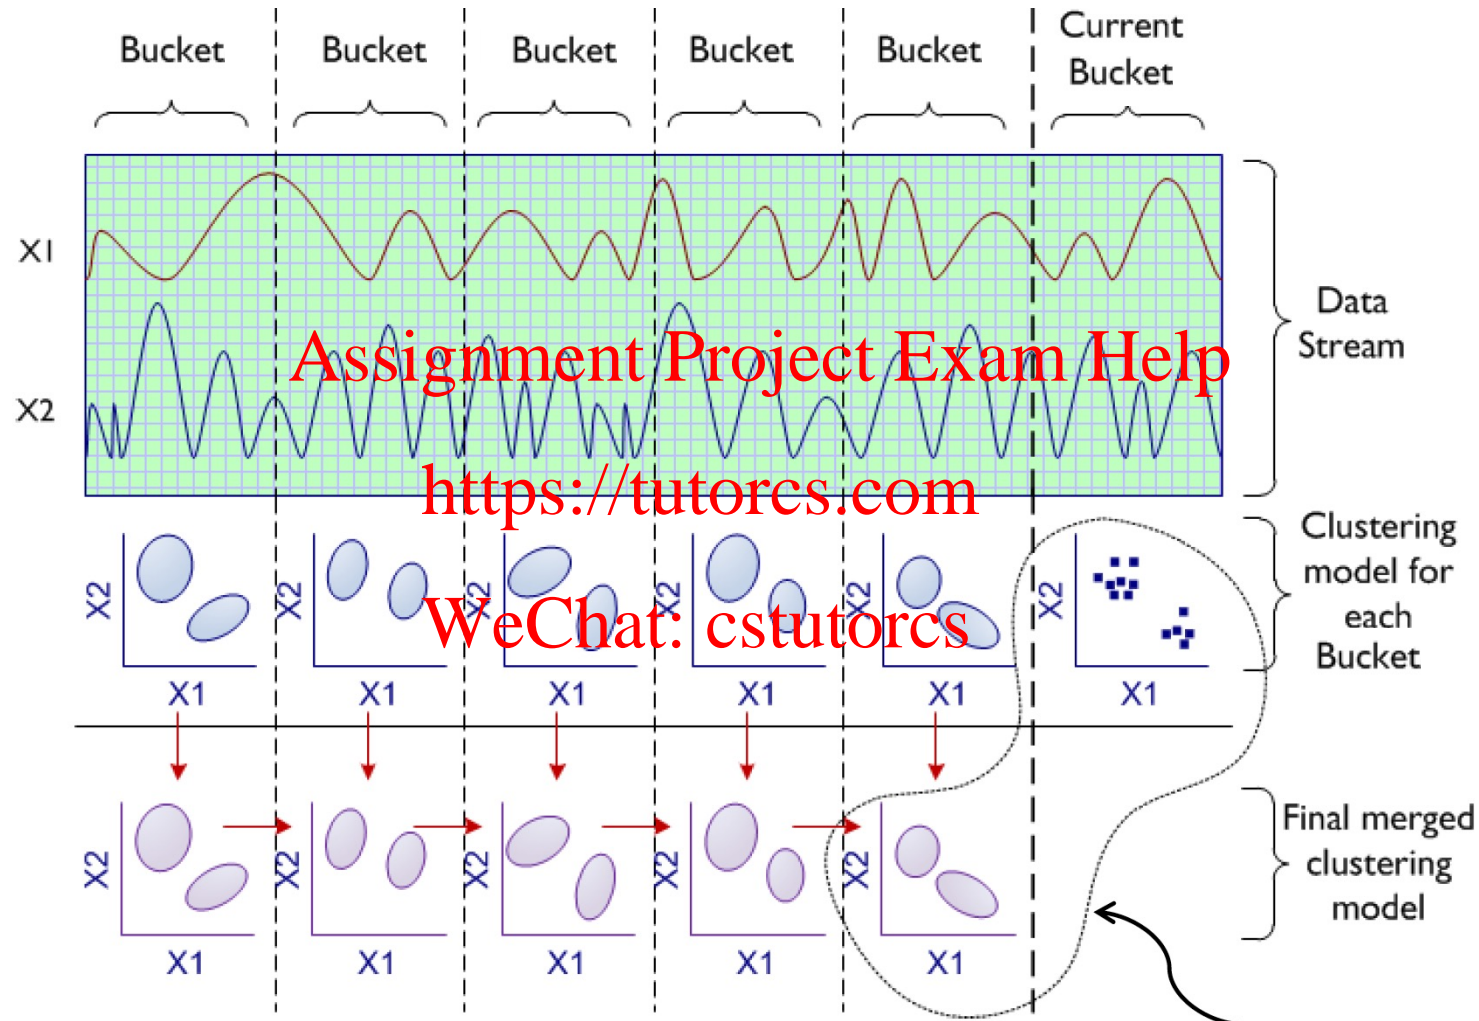 Bucket
Bucket
Bucket
Bucket
Bucket
Current
Bucket
X1
X2
Data
Stream
Assignment Project Exam Help
https://tutorcs.com
WeChat: cstutorcs
X2
X2
X2
X2
X2
X2
X1
X1
X1
X1
X1
X1
Clustering
model for
each
Bucket
X2
X2
X2
X2
X2
X1
X1
X1
X1
X1
Final merged
clustering
model